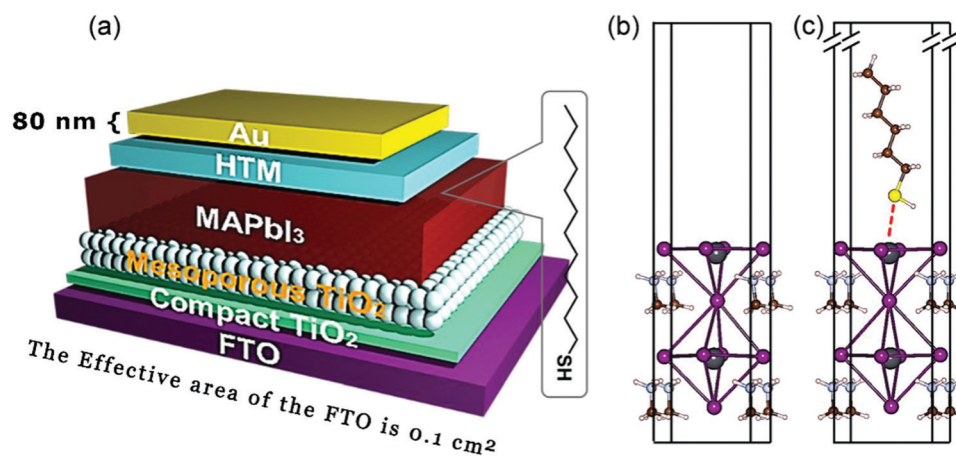 (a)
80 nm {
Au
HTM
MAPbI₃
Mesoporous TiO₂
Compact TiO₂
FTO
The Effective area of the FTO is 0.1 cm²
HS
(b)
(c)